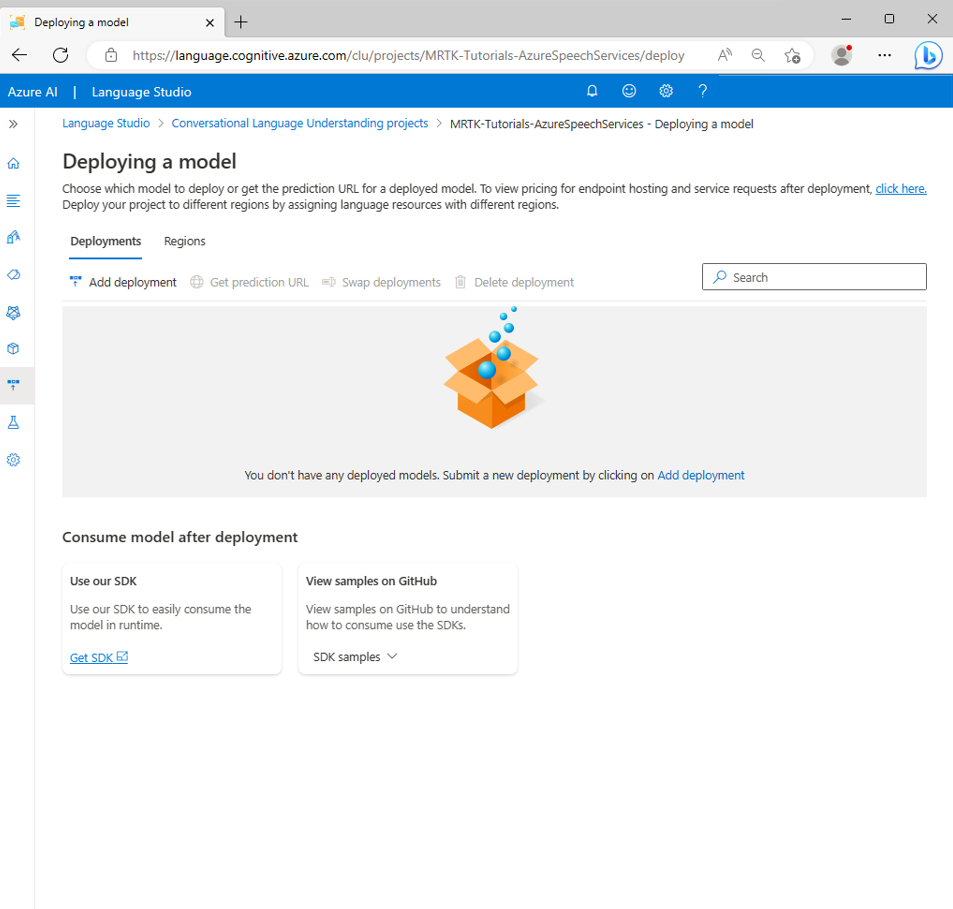 Deploying a model
https://language.cognitive.azure.com/clu/projects/MRTK-Tutorials-AzureSpeechServices/deploy
Azure AI | Language Studio
Language Studio > Conversational Language Understanding projects > MRTK-Tutorials-AzureSpeechServices - Deploying a model
Deploying a model
Choose which model to deploy or get the prediction URL for a deployed model. To view pricing for endpoint hosting and service requests after deployment, click here.
Deploy your project to different regions by assigning language resources with different regions.
Deployments Regions
Add deployment Get prediction URL Swap deployments Delete deployment Search
You don't have any deployed models. Submit a new deployment by clicking on Add deployment
Consume model after deployment
Use our SDK
Use our SDK to easily consume the
model in runtime.
Get SDK
View samples on GitHub
View samples on GitHub to understand
how to consume use the SDKs.
SDK samples